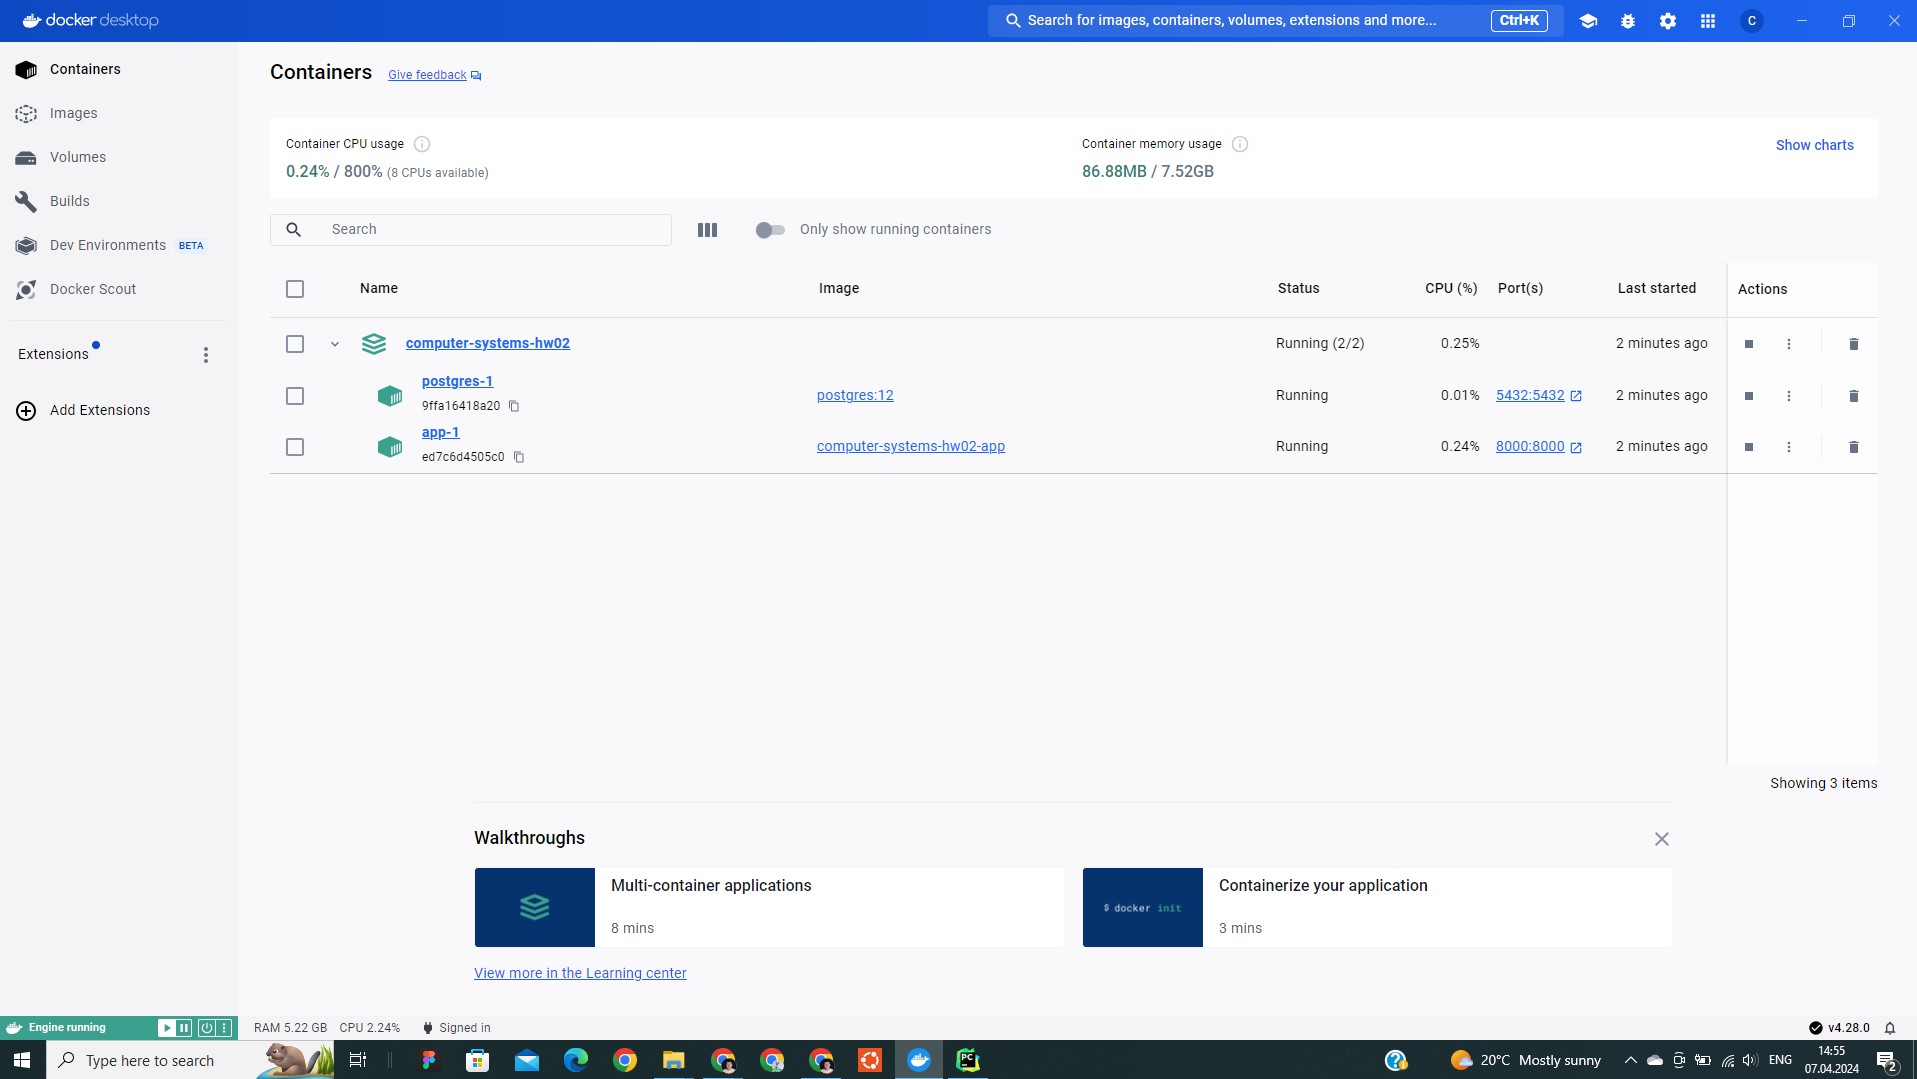 docker desktop
Search for images, containers, volumes, extensions and more...
Ctrl+K
C
Containers
Images
Volumes
Builds
Dev Environments BETA
Docker Scout
Extensions
Add Extensions
Containers Give feedback
Container CPU usage
0.24% / 800% (8 CPUs available)
Container memory usage
86.88MB / 7.52GB
Show charts
Search
Only show running containers
Name Image Status CPU (%) Port(s) Last started Actions
computer-systems-hw02 Running (2/2) 0.25% 2 minutes ago
postgres-1
9ffa16418a20
postgres:12 Running 0.01% 5432:5432 2 minutes ago
app-1
ed7c6d4505c0
computer-systems-hw02-app Running 0.24% 8000:8000 2 minutes ago
Showing 3 items
Walkthroughs
Multi-container applications
8 mins
$ docker init
Containerize your application
3 mins
View more in the Learning center
Engine running
RAM 5.22 GB CPU 2.24% Signed in
v4.28.0
Type here to search
PC
20°C Mostly sunny
ENG
14:55
07.04.2024
2